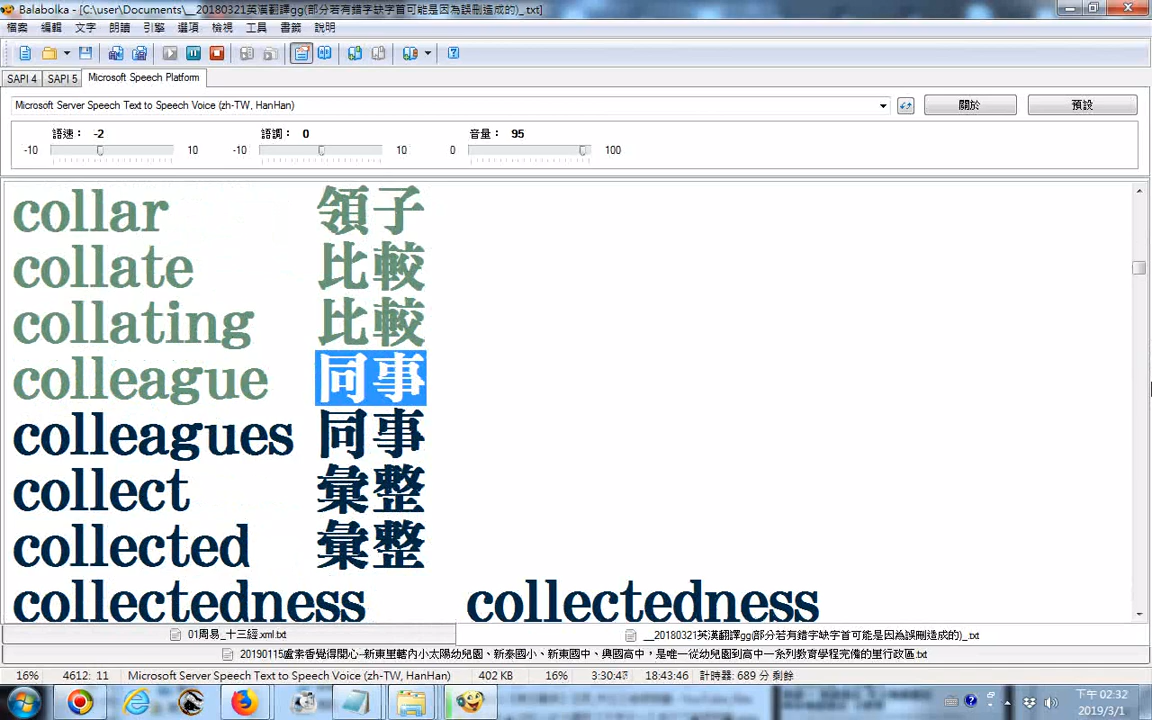 Balabolka - [C:\user\Documents\__20180321英漢翻譯gg(部分若有錯字缺字首可能是因為誤刪造成的)_.txt]
檔案 編輯 文字 朗讀 引擎 選項 檢視 工具 書籤 說明
SAPI 4 SAPI 5 Microsoft Speech Platform
Microsoft Server Speech Text to Speech Voice (zh-TW, HanHan) 關於 預設
語速： -2 語調： 0 音量： 95
-10 10 -10 10 0 100
collar 領子
collate 比較
collating 比較
colleague 同事
colleagues 同事
collect 彙整
collected 彙整
collectedness collectedness
01周易_十三經.xml.txt __20180321英漢翻譯gg(部分若有錯字缺字首可能是因為誤刪造成的)_.txt
20190115盧素香覺得開心-新東里轄內小太陽幼兒園、新泰國小、新東國中、興國高中，是唯一從幼兒園到高中一系列教育學程完備的里行政區.txt
16% 4612: 11 Microsoft Server Speech Text to Speech Voice (zh-TW, HanHan) 402 KB 16% 3:30:47 18:43:46 計時器: 689 分 剩餘
下午 02:32
2019/3/1